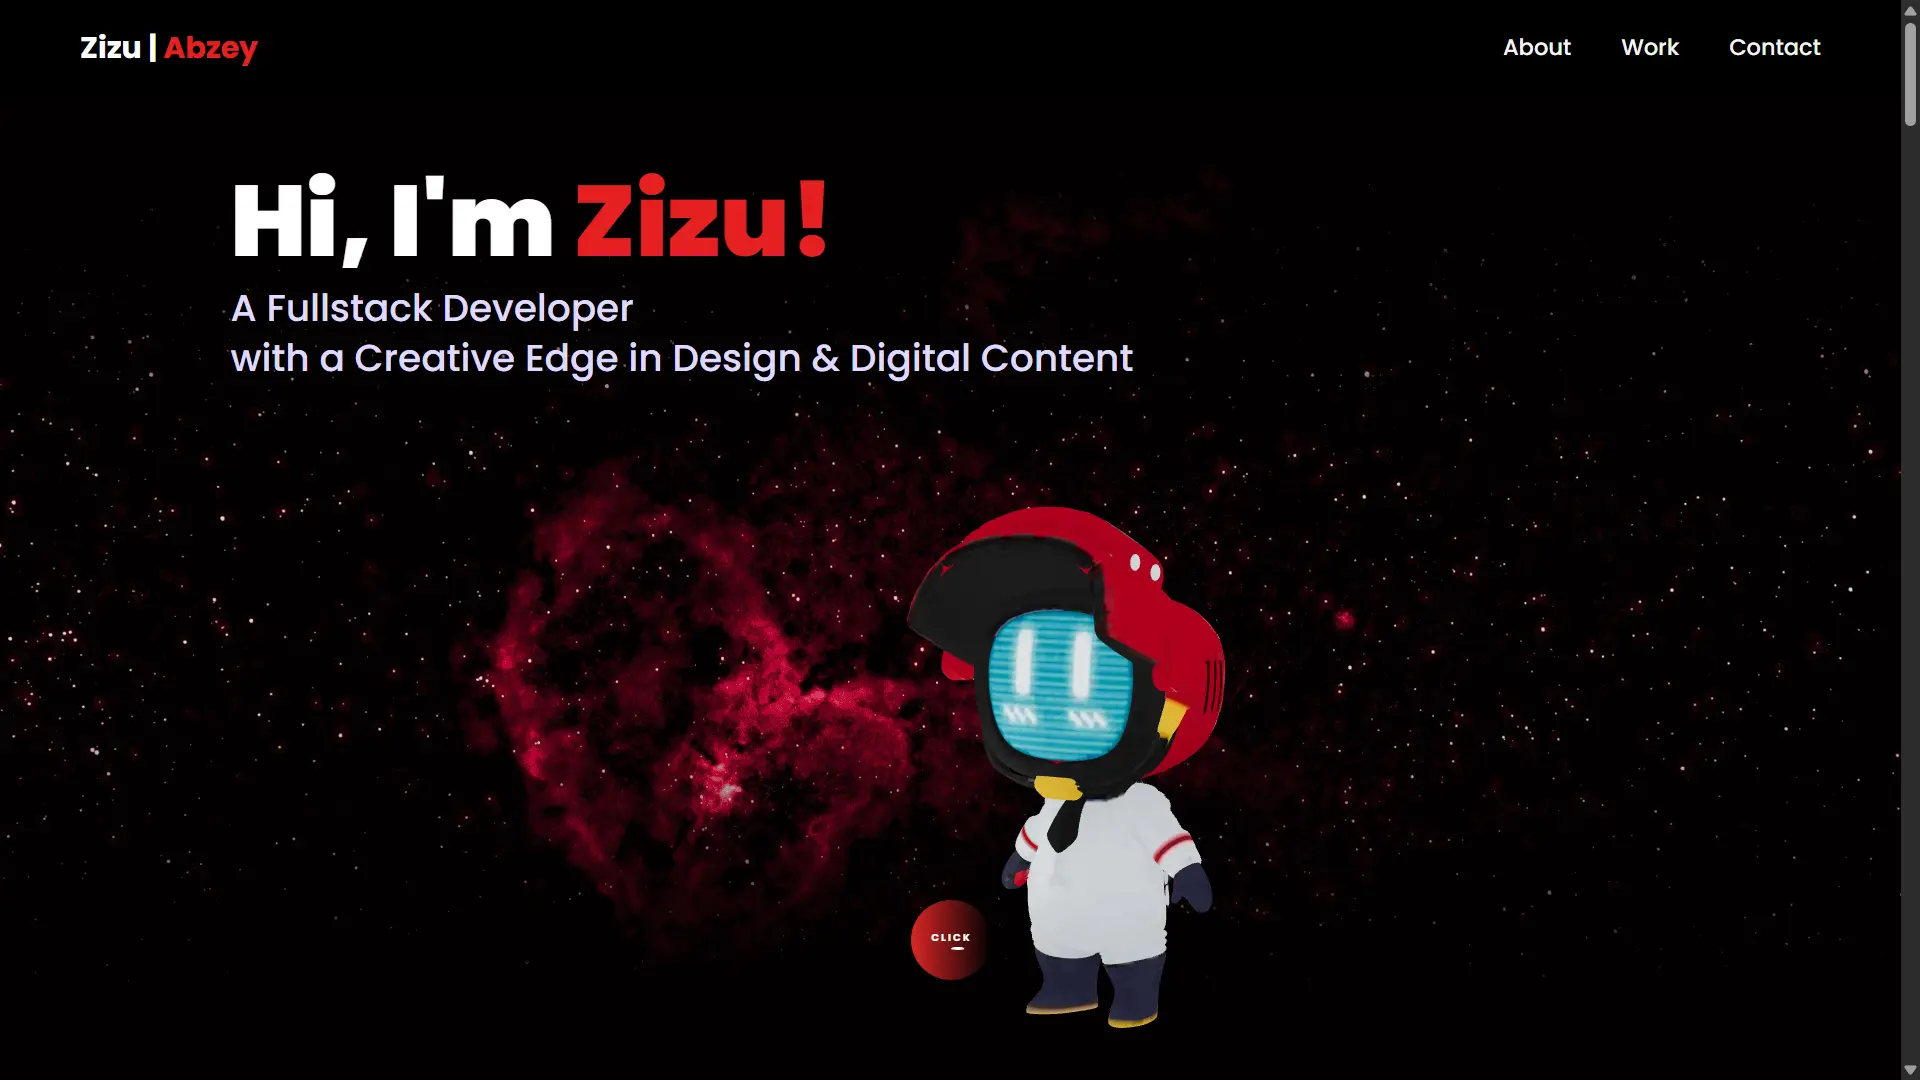 Zizu | Abzey
About
Work
Contact
Hi, I'm Zizu!
A Fullstack Developer
with a Creative Edge in Design & Digital Content
CLICK